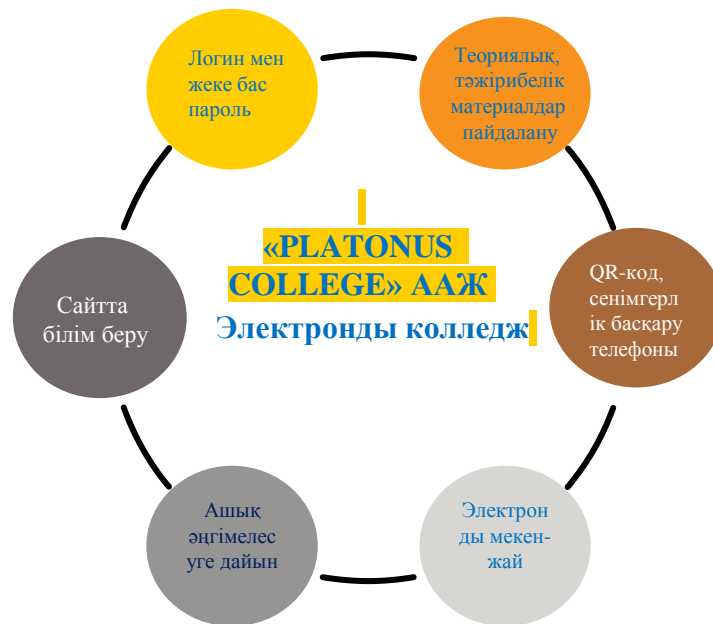 Логин мен
жеке бас
пароль
Теориялық,
тәжірибелік
материалдар
пайдалану
«PLATONUS
COLLEGE» ААЖ
Электронды колледж
Сайтта
білім беру
QR-код,
сенімгерл
ік басқару
телефоны
Ашық
әңгімелес
уге дайын
Электрон
ды мекен-
жай